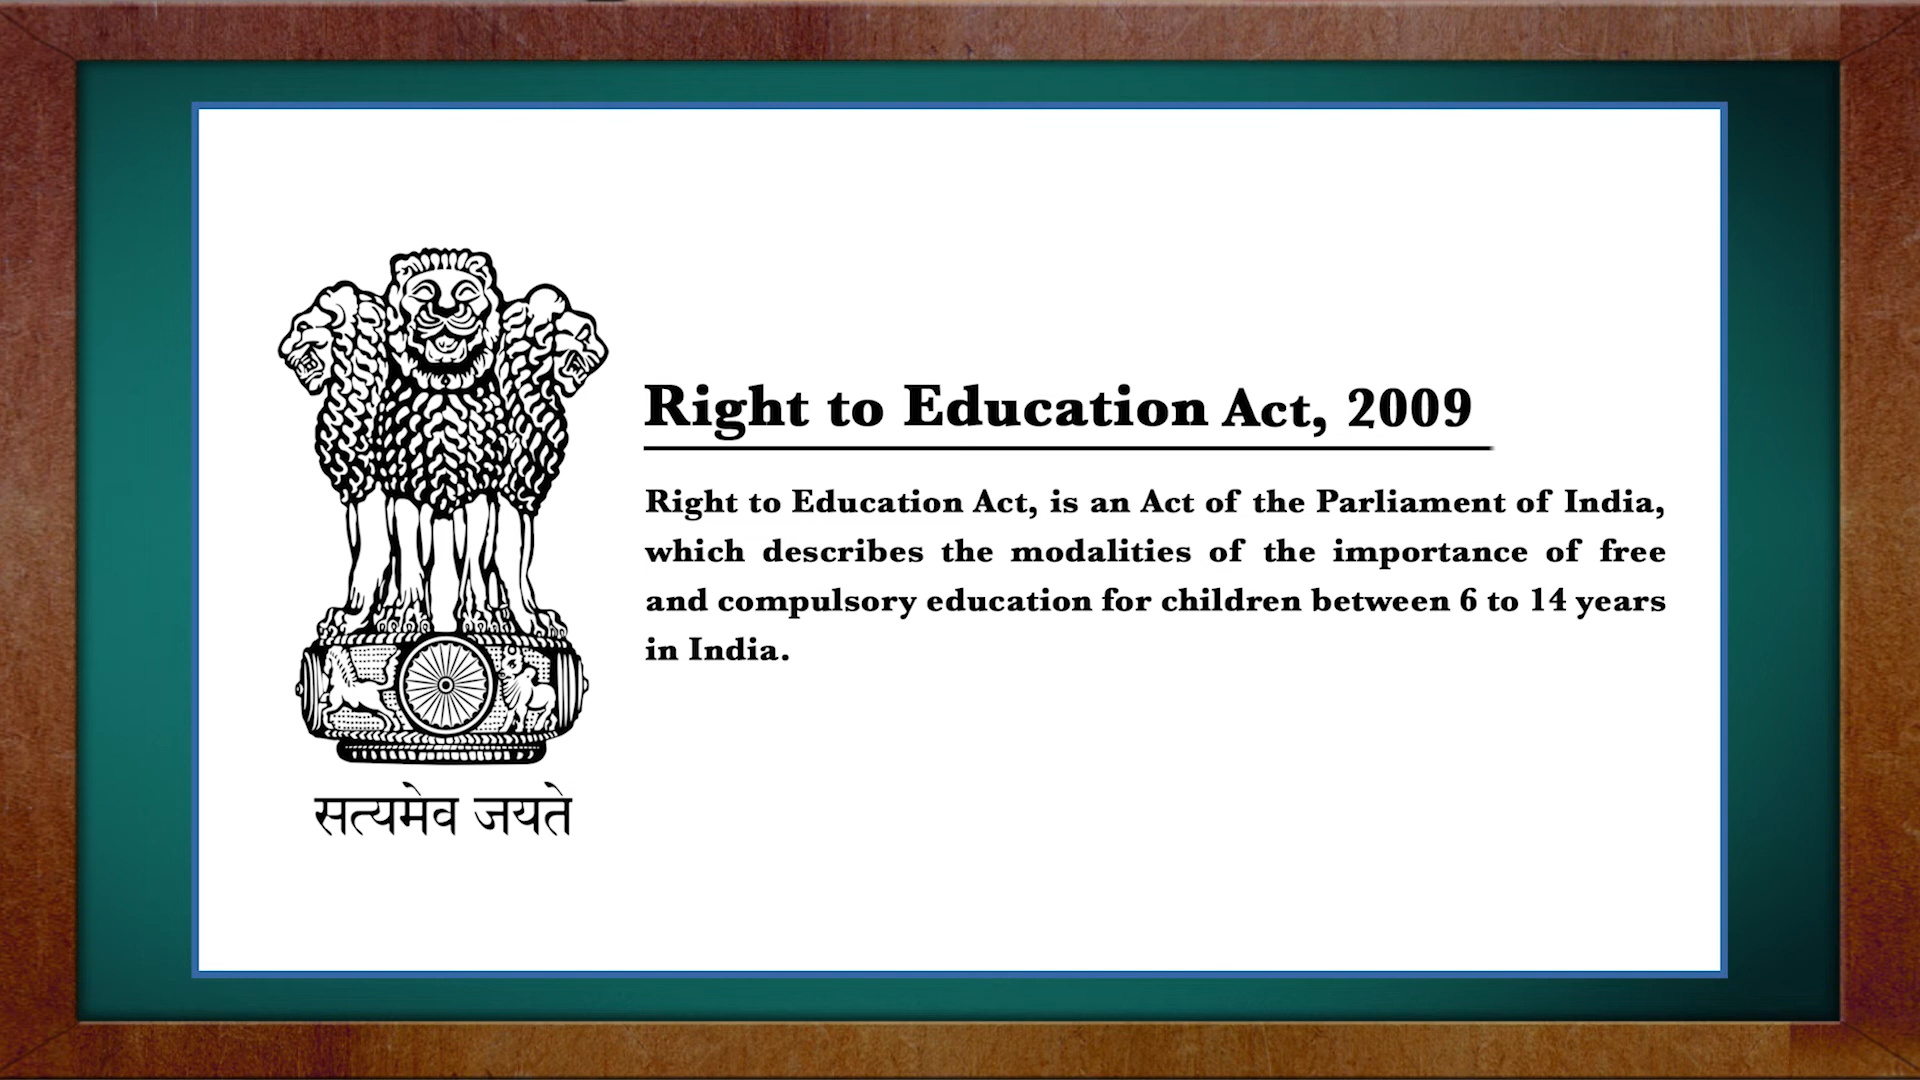 Right to Education Act, 2009
Right to Education Act, is an Act of the Parliament of India,
which describes the modalities of the importance of free
and compulsory education for children between 6 to 14 years
in India.
सत्यमेव जयते